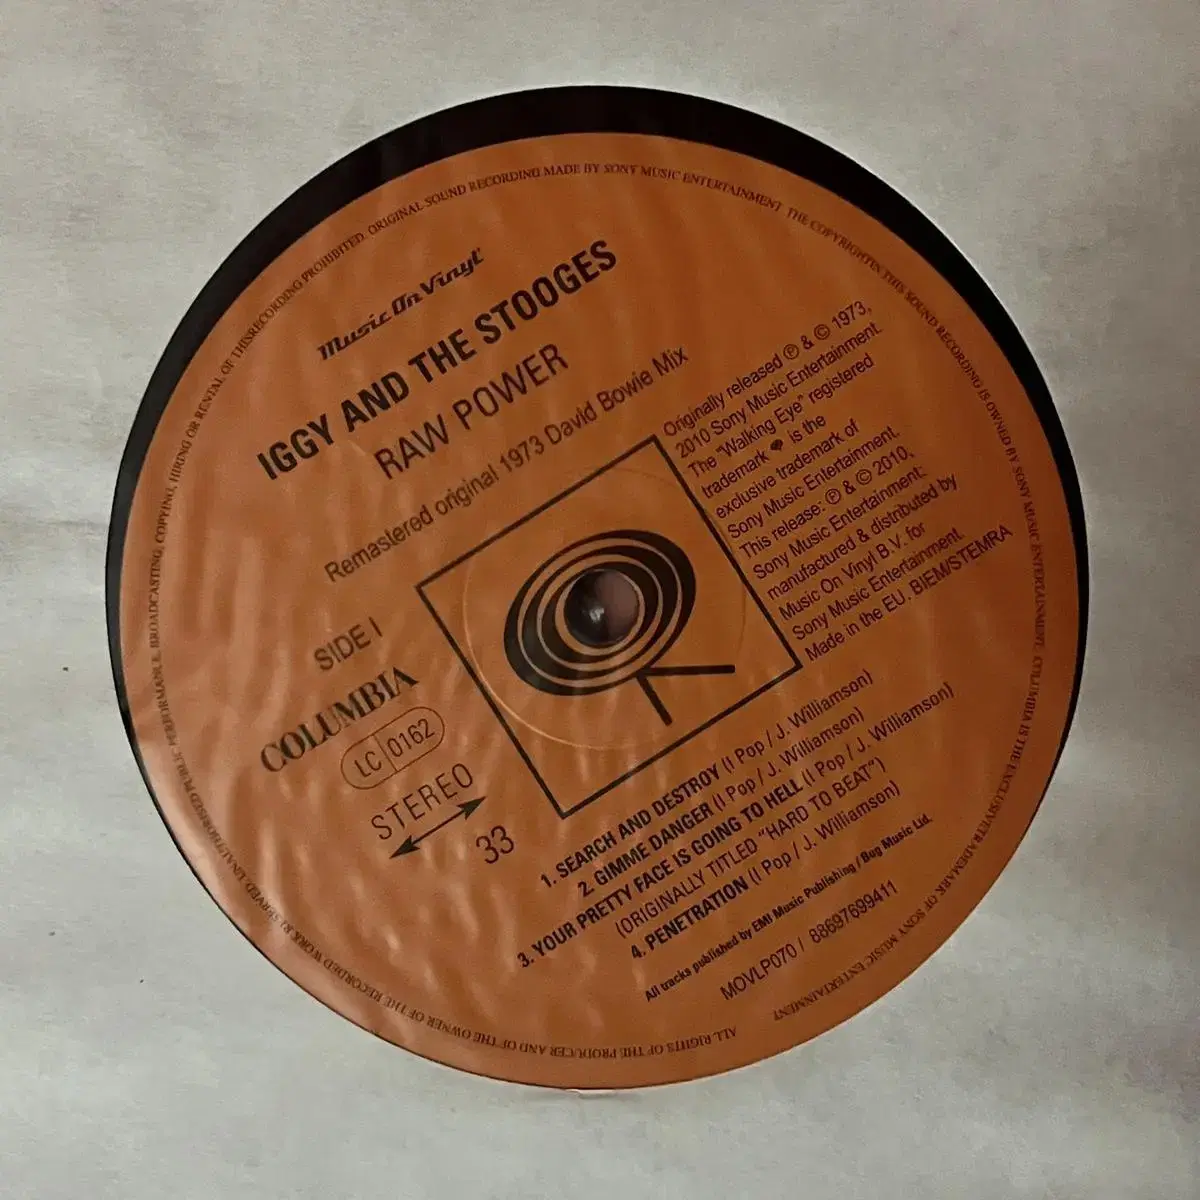 Music On Vinyl
IGGY AND THE STOOGES
RAW POWER
Remastered original 1973 David Bowie Mix
SIDE I
COLUMBIA
LC 0162
STEREO
33
Originally released ℗ & © 1973,
2010 Sony Music Entertainment.
The "Walking Eye" registered
trademark is the
exclusive trademark of
Sony Music Entertainment.
This release: ℗ & © 2010,
Sony Music Entertainment;
manufactured & distributed by
Music On Vinyl B.V. for
Sony Music Entertainment.
Made in the EU. BIEM/STEMRA
1. SEARCH AND DESTROY (I Pop / J. Williamson)
2. GIMME DANGER (I Pop / J. Williamson)
3. YOUR PRETTY FACE IS GOING TO HELL (I Pop / J. Williamson)
(ORIGINALLY TITLED "HARD TO BEAT")
4. PENETRATION (I Pop / J. Williamson)
All tracks published by EMI Music Publishing / Bug Music Ltd.
MOVLP070 / 88697699411
ALL RIGHTS OF THE PRODUCER AND OF THE OWNER OF THE RECORDED WORK RESERVED. UNAUTHORISED PUBLIC PERFORMANCE, BROADCASTING, COPYING, HIRING OR RENTAL OF THISRECORDING PROHIBITED. ORIGINAL SOUND RECORDING MADE BY SONY MUSIC ENTERTAINMENT THE COPYRIGHTIN THIS SOUND RECORDING IS OWNED BY SONY MUSIC ENTERTAINMENT. COLUMBIA IS THE EXCLUSIVETRADEMARK OF SONY MUSIC ENTERTAINMENT